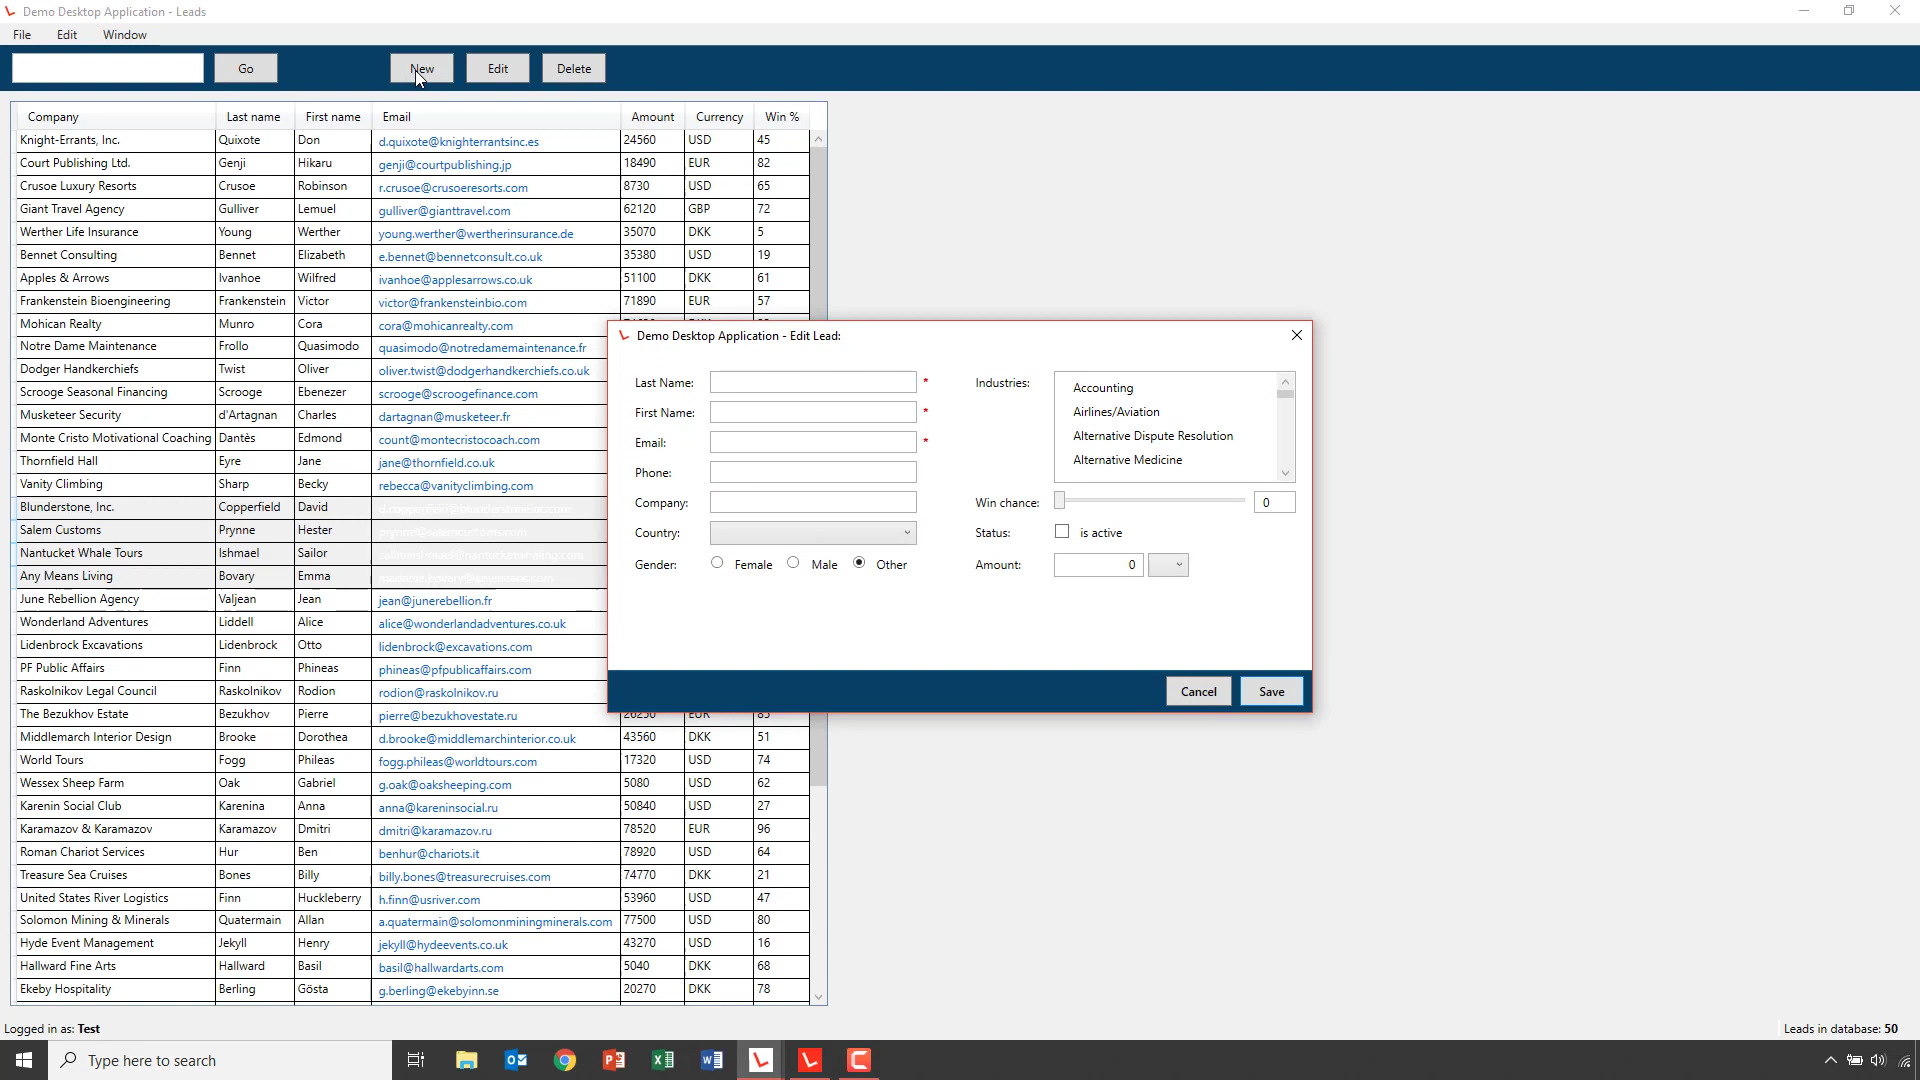 Demo Desktop Application - Leads
File Edit Window
Go New Edit Delete
Company Last name First name Email Amount Currency Win %
Knight-Errants, Inc. Quixote Don d.quixote@knighterrantsinc.es 24560 USD 45
Court Publishing Ltd. Genji Hikaru genji@courtpublishing.jp 18490 EUR 82
Crusoe Luxury Resorts Crusoe Robinson r.crusoe@crusoeresorts.com 8730 USD 65
Giant Travel Agency Gulliver Lemuel gulliver@gianttravel.com 62120 GBP 72
Werther Life Insurance Young Werther young.werther@wertherinsurance.de 35070 DKK 5
Bennet Consulting Bennet Elizabeth e.bennet@bennetconsult.co.uk 35380 USD 19
Apples & Arrows Ivanhoe Wilfred ivanhoe@applesarrows.co.uk 51100 DKK 61
Frankenstein Bioengineering Frankenstein Victor victor@frankensteinbio.com 71890 EUR 57
Mohican Realty Munro Cora cora@mohicanrealty.com
Notre Dame Maintenance Frollo Quasimodo quasimodo@notredamemaintenance.fr
Dodger Handkerchiefs Twist Oliver oliver.twist@dodgerhandkerchiefs.co.uk
Scrooge Seasonal Financing Scrooge Ebenezer scrooge@scroogefinance.com
Musketeer Security d'Artagnan Charles dartagnan@musketeer.fr
Monte Cristo Motivational Coaching Dantès Edmond count@montecristocoach.com
Thornfield Hall Eyre Jane jane@thornfield.co.uk
Vanity Climbing Sharp Becky rebecca@vanityclimbing.com
Blunderstone, Inc. Copperfield David
Salem Customs Prynne Hester
Nantucket Whale Tours Ishmael Sailor
Any Means Living Bovary Emma
June Rebellion Agency Valjean Jean jean@junerebellion.fr
Wonderland Adventures Liddell Alice alice@wonderlandadventures.co.uk
Lidenbrock Excavations Lidenbrock Otto lidenbrock@excavations.com
PF Public Affairs Finn Phineas phineas@pfpublicaffairs.com
Raskolnikov Legal Council Raskolnikov Rodion rodion@raskolnikov.ru
The Bezukhov Estate Bezukhov Pierre pierre@bezukhovestate.ru 26250 EUR 85
Middlemarch Interior Design Brooke Dorothea d.brooke@middlemarchinterior.co.uk 43560 DKK 51
World Tours Fogg Phileas fogg.phileas@worldtours.com 17320 USD 74
Wessex Sheep Farm Oak Gabriel g.oak@oaksheeping.com 5080 USD 62
Karenin Social Club Karenina Anna anna@kareninsocial.ru 50840 USD 27
Karamazov & Karamazov Karamazov Dmitri dmitri@karamazov.ru 78520 EUR 96
Roman Chariot Services Hur Ben benhur@chariots.it 78920 USD 64
Treasure Sea Cruises Bones Billy billy.bones@treasurecruises.com 74770 DKK 21
United States River Logistics Finn Huckleberry h.finn@usriver.com 53960 USD 47
Solomon Mining & Minerals Quatermain Allan a.quatermain@solomonminingminerals.com 77500 USD 80
Hyde Event Management Jekyll Henry jekyll@hydeevents.co.uk 43270 USD 16
Hallward Fine Arts Hallward Basil basil@hallwardarts.com 5040 DKK 68
Ekeby Hospitality Berling Gösta g.berling@ekebyinn.se 20270 DKK 78
Demo Desktop Application - Edit Lead:
Last Name: *
First Name: *
Email: *
Phone:
Company:
Country:
Gender: Female Male Other
Industries: Accounting
Airlines/Aviation
Alternative Dispute Resolution
Alternative Medicine
Win chance: 0
Status: is active
Amount: 0
Cancel Save
Logged in as: Test
Leads in database: 50
Type here to search